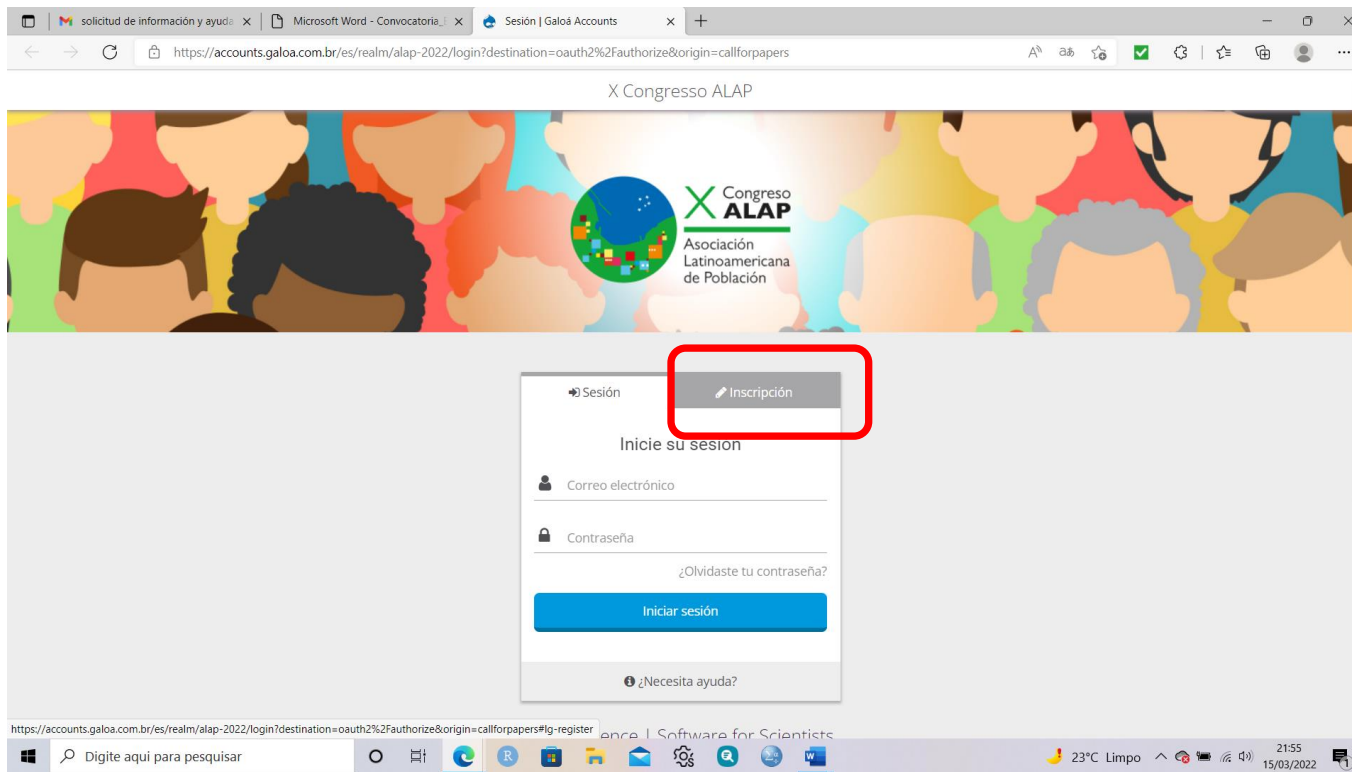 solicitud de información y ayuda
Microsoft Word - Convocatoria_
Sesión | Galoá Accounts
https://accounts.galoa.com.br/es/realm/alap-2022/login?destination=oauth2%2Fauthorize&origin=callforpapers
X Congresso ALAP
X Congreso
ALAP
Asociación
Latinoamericana
de Población
Sesión
Inscripción
Inicie su sesión
Correo electrónico
Contraseña
¿Olvidaste tu contraseña?
Iniciar sesión
¿Necesita ayuda?
https://accounts.galoa.com.br/es/realm/alap-2022/login?destination=oauth2%2Fauthorize&origin=callforpapers#lg-register
ence | Software for Scientists
Digite aqui para pesquisar
23°C Limpo
21:55
15/03/2022